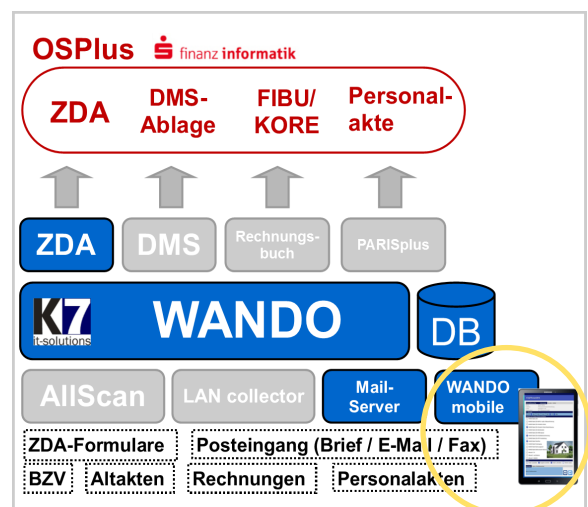 OSPlus finanz informatik
ZDA DMS- FIBU/ Personal-
Ablage KORE akte
ZDA DMS Rechnungs- PARISplus
buch
K7 WANDO DB
it-solutions
AllScan LAN collector Mail- WANDO -
Server mobile
ZDA-Formulare Posteingang (Brief / E-Mail / Fax)
BZV Altakten Rechnungen Personalakten